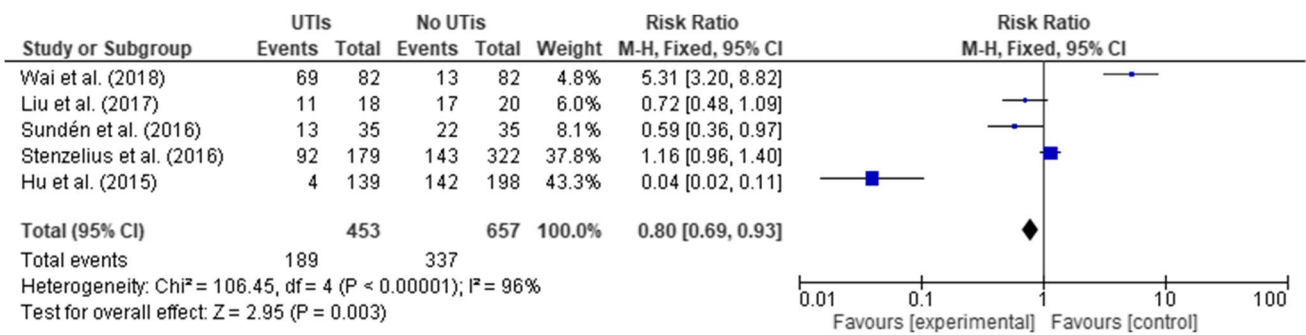 UTIs No UTis Risk Ratio Risk Ratio
Study or Subgroup Events Total Events Total Weight M-H, Fixed, 95% CI M-H, Fixed, 95% CI
Wai et al. (2018) 69 82 13 82 4.8% 5.31 [3.20, 8.82]
Liu et al. (2017) 11 18 17 20 6.0% 0.72 [0.48, 1.09]
Sundén et al. (2016) 13 35 22 35 8.1% 0.59 [0.36, 0.97]
Stenzelius et al. (2016) 92 179 143 322 37.8% 1.16 [0.96, 1.40]
Hu et al. (2015) 4 139 142 198 43.3% 0.04 [0.02, 0.11]
Total (95% CI) 453 657 100.0% 0.80 [0.69, 0.93]
Total events 189 337
Heterogeneity: Chi² = 106.45, df = 4 (P < 0.00001); I² = 96%
Test for overall effect: Z = 2.95 (P = 0.003)
0.01 0.1 1 10 100
Favours [experimental] Favours [control]